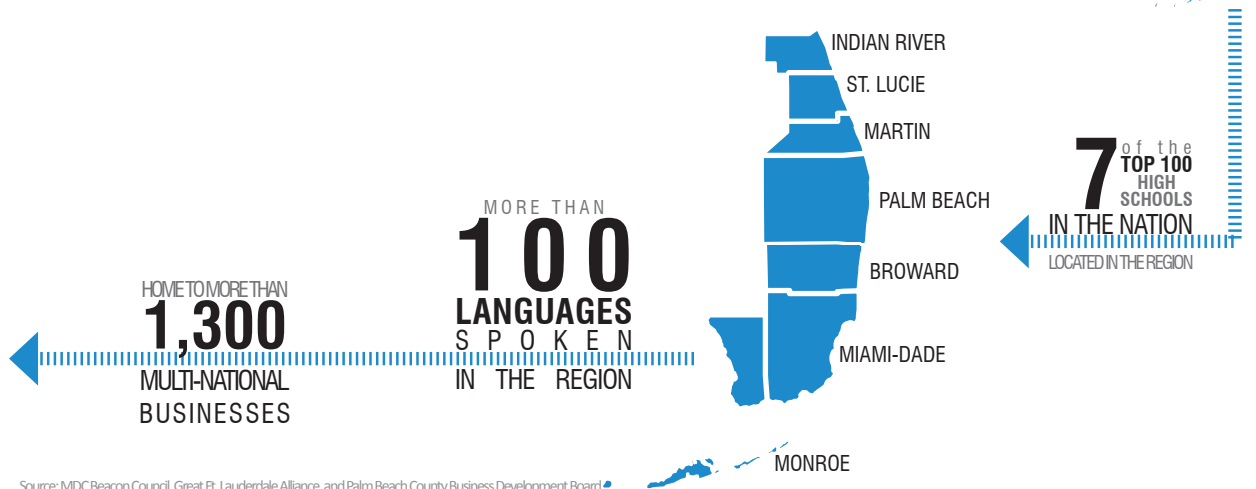 INDIAN RIVER
ST. LUCIE
MARTIN
PALM BEACH
BROWARD
MIAMI-DADE
MONROE
7 of the
TOP 100
HIGH
SCHOOLS
IN THE NATION
LOCATED IN THE REGION
MORE THAN
100
LANGUAGES
SPOKEN
IN THE REGION
HOME TO MORE THAN
1,300
MULTI-NATIONAL
BUSINESSES
Source: MDC Beacon Council, Great Ft. Lauderdale Alliance, and Palm Beach County Business Development Board